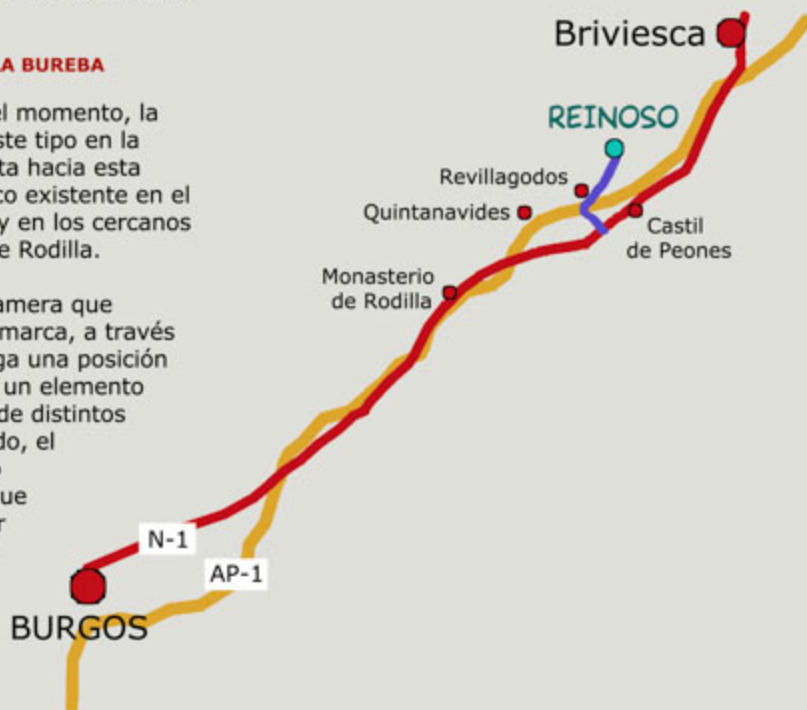 A BUREBA
el momento, la
ste tipo en la
ta hacia esta
co existente en el
y en los cercanos
e Rodilla.
amera que
marca, a través
ga una posición
un elemento
de distintos
do, el
ue
r
Briviesca
REINOSO
Revillagodos
Quintanavides
Castil
de Peones
Monasterio
de Rodilla
N-1
AP-1
BURGOS